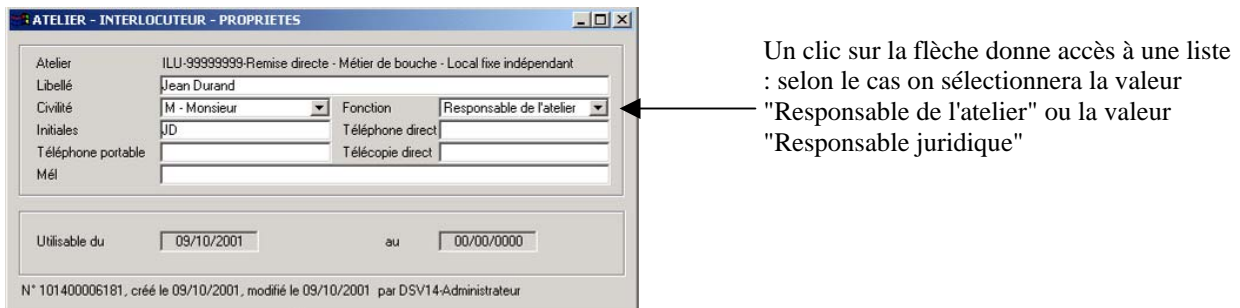 ATELIER - INTERLOCUTEUR - PROPRIETES
Atelier ILU-99999999-Remise directe - Métier de bouche - Local fixe indépendant
Libellé Jean Durand
Civilité M - Monsieur Fonction Responsable de l'atelier
Initiales JD Téléphone direct
Téléphone portable Télécopie direct
Mél
Utilisable du 09/10/2001 au 00/00/0000
N° 101400006181, créé le 09/10/2001, modifié le 09/10/2001 par DSV14-Administrateur
Un clic sur la flèche donne accès à une liste
: selon le cas on sélectionnera la valeur
"Responsable de l'atelier" ou la valeur
"Responsable juridique"